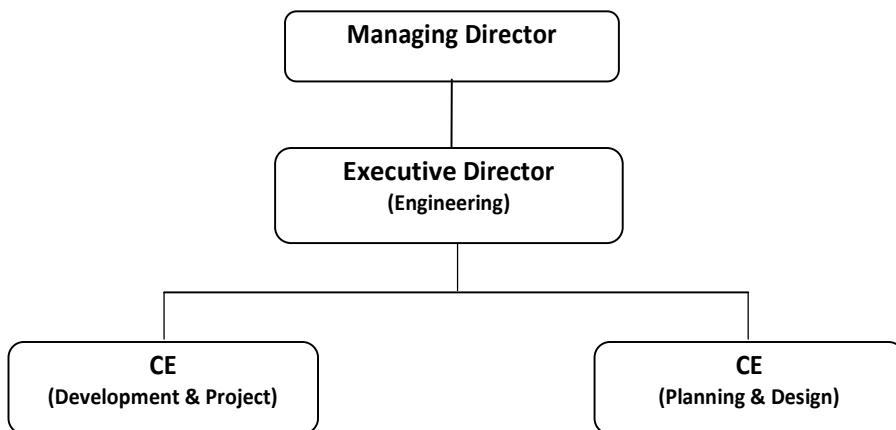 Managing Director
Executive Director
(Engineering)
CE
(Development & Project)
CE
(Planning & Design)